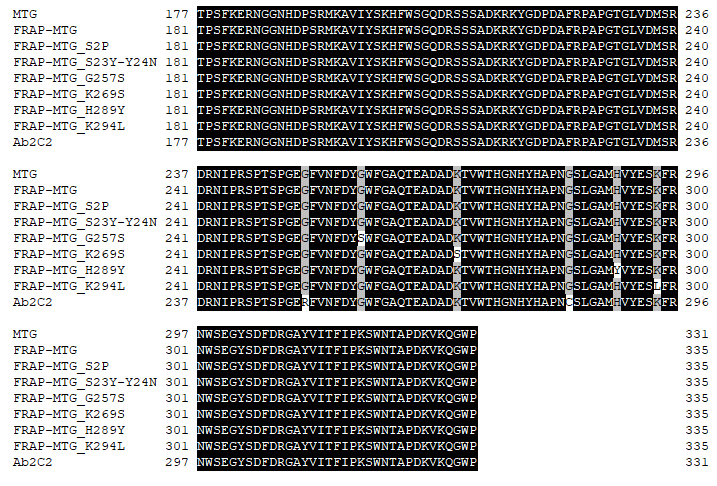 MTG 177 TPSFKERNGGNHDPSRMKAVIYSKHFWSGQDRSSSADKRKYGDPDAFRPAPGTGLVDMSR 236
FRAP-MTG 181 TPSFKERNGGNHDPSRMKAVIYSKHFWSGQDRSSSADKRKYGDPDAFRPAPGTGLVDMSR 240
FRAP-MTG_S2P 181 TPSFKERNGGNHDPSRMKAVIYSKHFWSGQDRSSSADKRKYGDPDAFRPAPGTGLVDMSR 240
FRAP-MTG_S23Y-Y24N 181 TPSFKERNGGNHDPSRMKAVIYSKHFWSGQDRSSSADKRKYGDPDAFRPAPGTGLVDMSR 240
FRAP-MTG_G257S 181 TPSFKERNGGNHDPSRMKAVIYSKHFWSGQDRSSSADKRKYGDPDAFRPAPGTGLVDMSR 240
FRAP-MTG_K269S 181 TPSFKERNGGNHDPSRMKAVIYSKHFWSGQDRSSSADKRKYGDPDAFRPAPGTGLVDMSR 240
FRAP-MTG_H289Y 181 TPSFKERNGGNHDPSRMKAVIYSKHFWSGQDRSSSADKRKYGDPDAFRPAPGTGLVDMSR 240
FRAP-MTG_K294L 181 TPSFKERNGGNHDPSRMKAVIYSKHFWSGQDRSSSADKRKYGDPDAFRPAPGTGLVDMSR 240
Ab2C2 177 TPSFKERNGGNHDPSRMKAVIYSKHFWSGQDRSSSADKRKYGDPDAFRPAPGTGLVDMSR 236
MTG 237 DRNIPRSPTSPGEGFVNFDYGWFGAQTEADADKTVWTHGNHYHAPNGSLGAMHVYESKFR 296
FRAP-MTG 241 DRNIPRSPTSPGEGFVNFDYGWFGAQTEADADKTVWTHGNHYHAPNGSLGAMHVYESKFR 300
FRAP-MTG_S2P 241 DRNIPRSPTSPGEGFVNFDYGWFGAQTEADADKTVWTHGNHYHAPNGSLGAMHVYESKFR 300
FRAP-MTG_S23Y-Y24N 241 DRNIPRSPTSPGEGFVNFDYGWFGAQTEADADKTVWTHGNHYHAPNGSLGAMHVYESKFR 300
FRAP-MTG_G257S 241 DRNIPRSPTSPGEGFVNFDYSWFGAQTEADADKTVWTHGNHYHAPNGSLGAMHVYESKFR 300
FRAP-MTG_K269S 241 DRNIPRSPTSPGEGFVNFDYGWFGAQTEADADSTVWTHGNHYHAPNGSLGAMHVYESKFR 300
FRAP-MTG_H289Y 241 DRNIPRSPTSPGEGFVNFDYGWFGAQTEADADKTVWTHGNHYHAPNGSLGAMYVYESKFR 300
FRAP-MTG_K294L 241 DRNIPRSPTSPGEGFVNFDYGWFGAQTEADADKTVWTHGNHYHAPNGSLGAMHVYESLFR 300
Ab2C2 237 DRNIPRSPTSPGERFVNFDYGWFGAQTEADADKTVWTHGNHYHAPNCSLGAMHVYESKFR 296
MTG 297 NWSEGYSDFDRGAYVITFIPKSWNTAPDKVKQGWP 331
FRAP-MTG 301 NWSEGYSDFDRGAYVITFIPKSWNTAPDKVKQGWP 335
FRAP-MTG_S2P 301 NWSEGYSDFDRGAYVITFIPKSWNTAPDKVKQGWP 335
FRAP-MTG_S23Y-Y24N 301 NWSEGYSDFDRGAYVITFIPKSWNTAPDKVKQGWP 335
FRAP-MTG_G257S 301 NWSEGYSDFDRGAYVITFIPKSWNTAPDKVKQGWP 335
FRAP-MTG_K269S 301 NWSEGYSDFDRGAYVITFIPKSWNTAPDKVKQGWP 335
FRAP-MTG_H289Y 301 NWSEGYSDFDRGAYVITFIPKSWNTAPDKVKQGWP 335
FRAP-MTG_K294L 301 NWSEGYSDFDRGAYVITFIPKSWNTAPDKVKQGWP 335
Ab2C2 297 NWSEGYSDFDRGAYVITFIPKSWNTAPDKVKQGWP 331